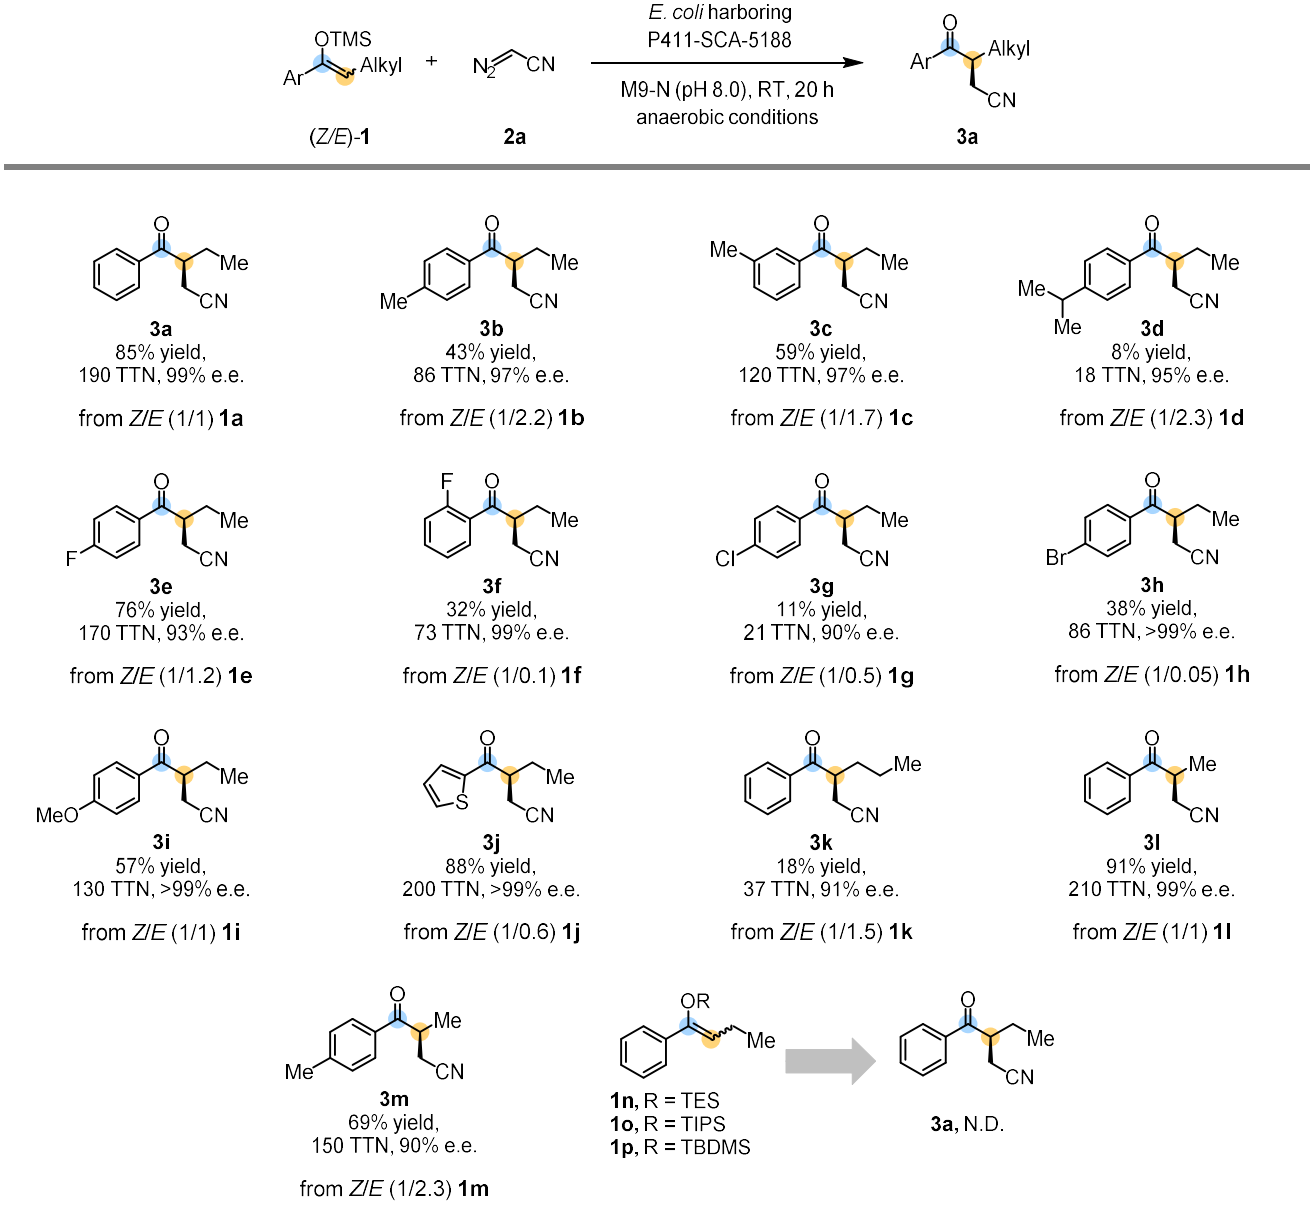 OTMS
Ar
Alkyl
(Z/E)-1
+
N2
CN
2a
E. coli harboring
P411-SCA-5188
M9-N (pH 8.0), RT, 20 h
anaerobic conditions
O
Ar
Alkyl
CN
3a
O
Me
CN
3a
85% yield,
190 TTN, 99% e.e.
from Z/E (1/1) 1a
O
Me
Me
CN
3b
43% yield,
86 TTN, 97% e.e.
from Z/E (1/2.2) 1b
Me
O
Me
CN
3c
59% yield,
120 TTN, 97% e.e.
from Z/E (1/1.7) 1c
O
Me
Me
Me
CN
3d
8% yield,
18 TTN, 95% e.e.
from Z/E (1/2.3) 1d
O
Me
F
CN
3e
76% yield,
170 TTN, 93% e.e.
from Z/E (1/1.2) 1e
F
O
Me
CN
3f
32% yield,
73 TTN, 99% e.e.
from Z/E (1/0.1) 1f
O
Me
Cl
CN
3g
11% yield,
21 TTN, 90% e.e.
from Z/E (1/0.5) 1g
O
Me
Br
CN
3h
38% yield,
86 TTN, >99% e.e.
from Z/E (1/0.05) 1h
O
Me
MeO
CN
3i
57% yield,
130 TTN, >99% e.e.
from Z/E (1/1) 1i
O
Me
S
CN
3j
88% yield,
200 TTN, >99% e.e.
from Z/E (1/0.6) 1j
O
Me
CN
3k
18% yield,
37 TTN, 91% e.e.
from Z/E (1/1.5) 1k
O
Me
CN
3l
91% yield,
210 TTN, 99% e.e.
from Z/E (1/1) 1l
O
Me
Me
CN
3m
69% yield,
150 TTN, 90% e.e.
from Z/E (1/2.3) 1m
OR
Me
1n, R = TES
1o, R = TIPS
1p, R = TBDMS
O
Me
CN
3a, N.D.